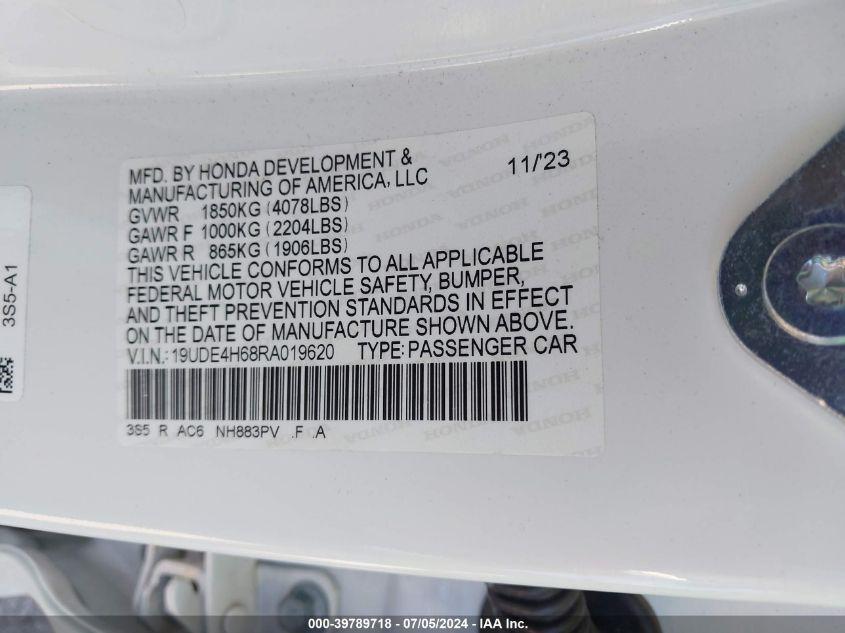 MFD. BY HONDA DEVELOPMENT & 11/'23
MANUFACTURING OF AMERICA, LLC
GVWR 1850KG (4078LBS)
GAWR F 1000KG (2204LBS)
GAWR R 865KG (1906LBS)
THIS VEHICLE CONFORMS TO ALL APPLICABLE
FEDERAL MOTOR VEHICLE SAFETY, BUMPER,
AND THEFT PREVENTION STANDARDS IN EFFECT
ON THE DATE OF MANUFACTURE SHOWN ABOVE.
V.I.N.: 19UDE4H68RA019620 TYPE: PASSENGER CAR
3S5 R AC6 NH883PV .F .A
3S5-A1
000-39789718 / 07/05/2024 - IAA Inc.